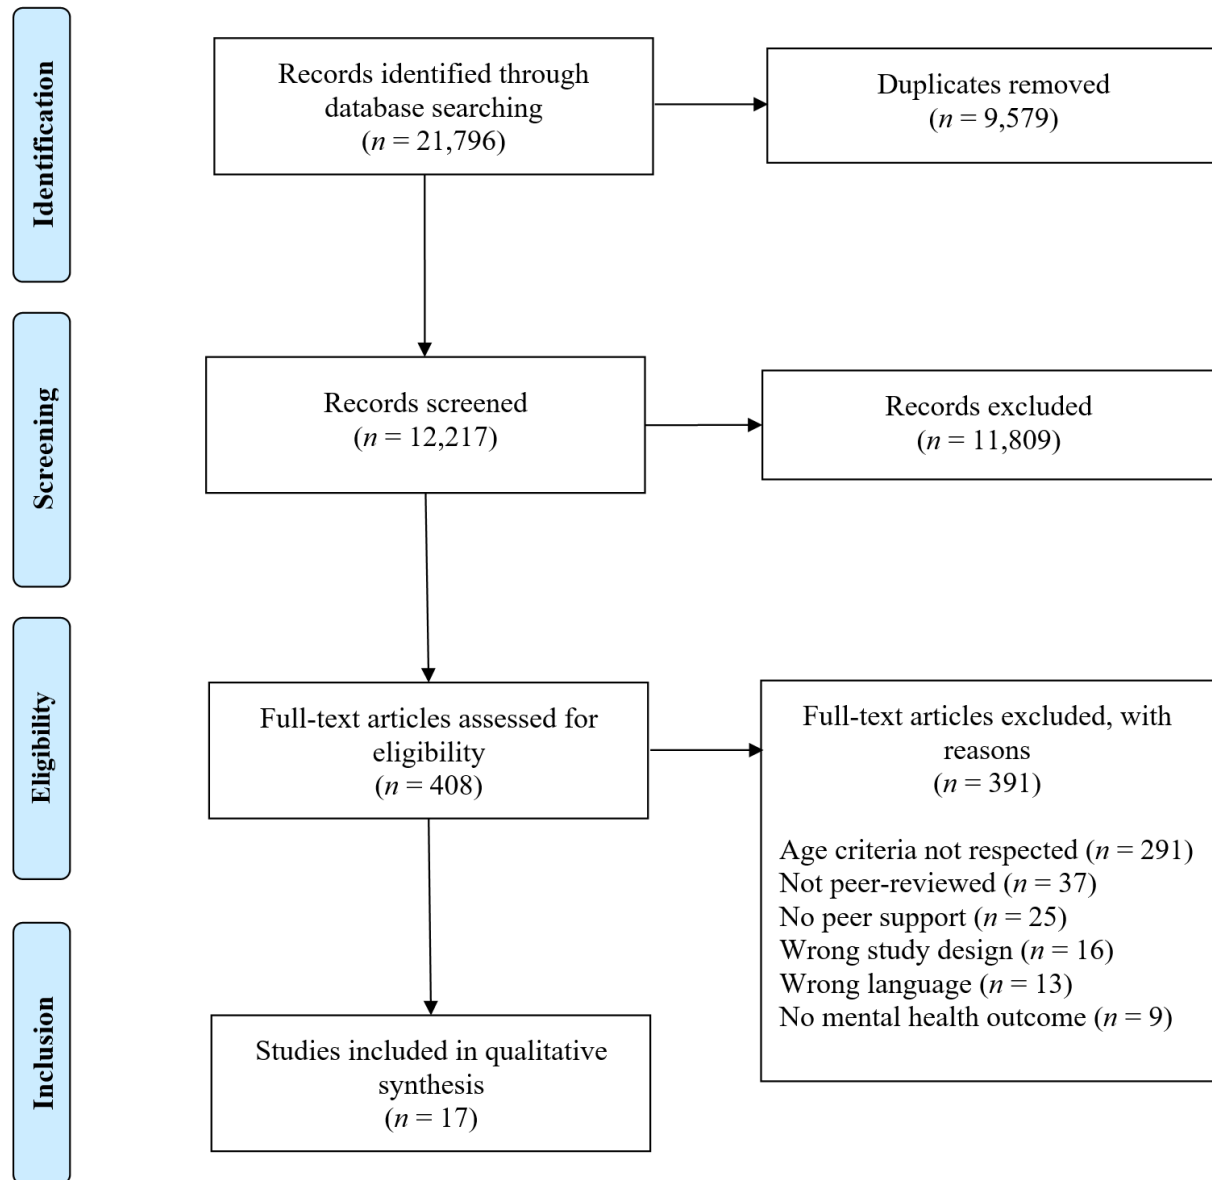 Identification
Records identified through
database searching
(n = 21,796)
Duplicates removed
(n = 9,579)
Screening
Records screened
(n = 12,217)
Records excluded
(n = 11,809)
Eligibility
Full-text articles assessed for
eligibility
(n = 408)
Full-text articles excluded, with
reasons
(n = 391)
Age criteria not respected (n = 291)
Not peer-reviewed (n = 37)
No peer support (n = 25)
Wrong study design (n = 16)
Wrong language (n = 13)
No mental health outcome (n = 9)
Inclusion
Studies included in qualitative
synthesis
(n = 17)